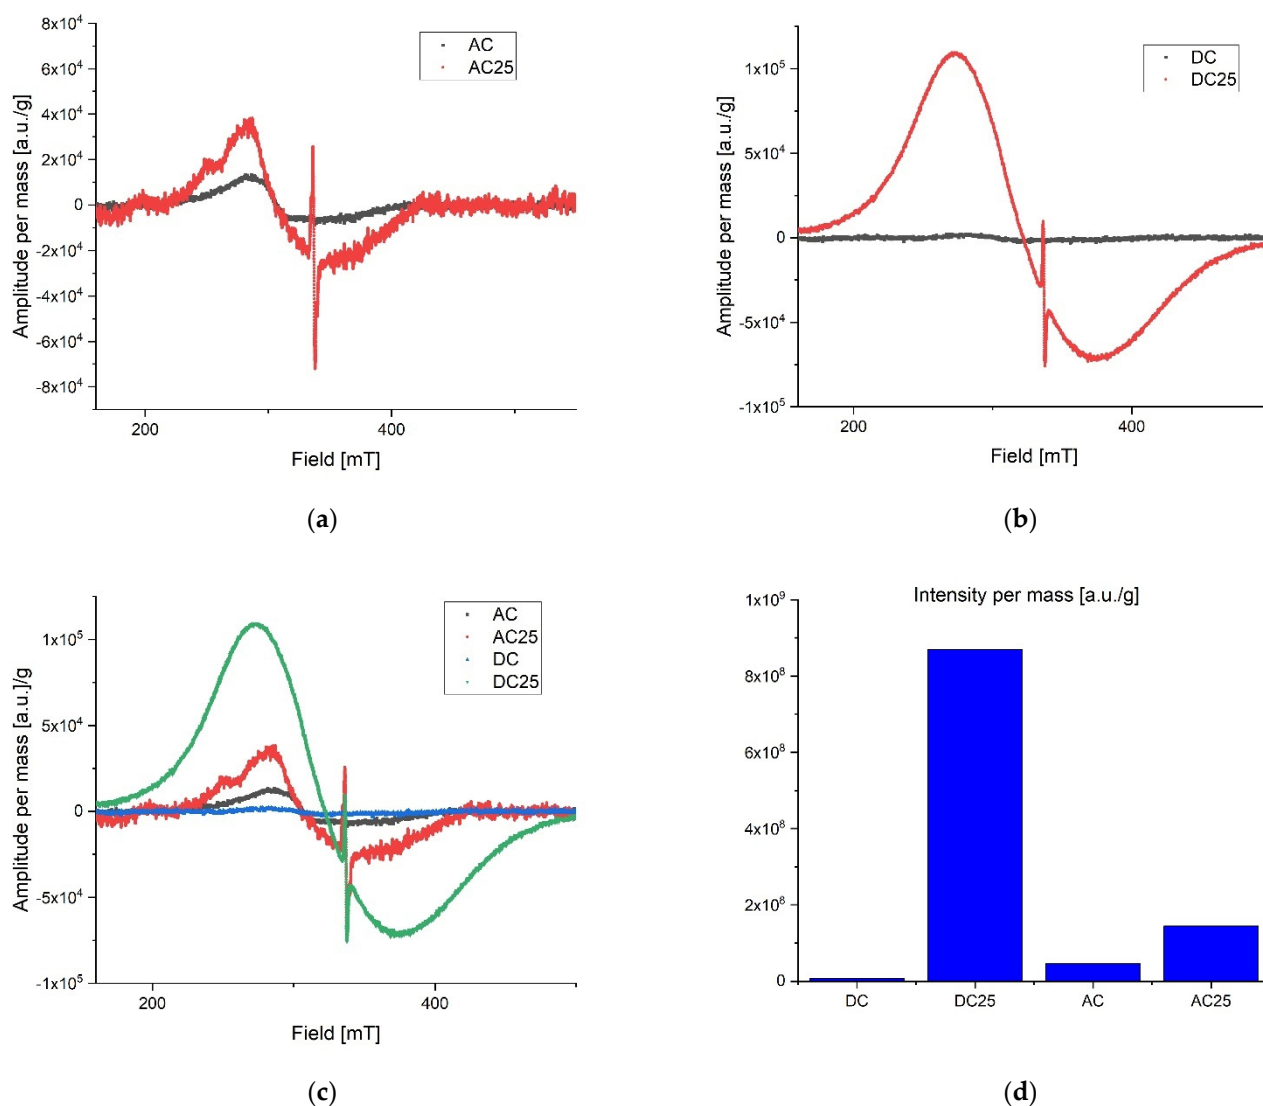 8x10⁴
6x10⁴
4x10⁴
2x10⁴
0
-2x10⁴
-4x10⁴
-6x10⁴
-8x10⁴
Amplitude per mass [a.u./g]
AC
AC25
200
400
Field [mT]
(a)
1x10⁵
5x10⁴
0
-5x10⁴
-1x10⁵
Amplitude per mass [a.u./g]
DC
DC25
200
400
Field [mT]
(b)
1x10⁵
5x10⁴
0
-5x10⁴
-1x10⁵
Amplitude per mass [a.u.]/g
AC
AC25
DC
DC25
200
400
Field [mT]
(c)
Intensity per mass [a.u./g]
1x10⁹
8x10⁸
6x10⁸
4x10⁸
2x10⁸
0
DC
DC25
AC
AC25
(d)